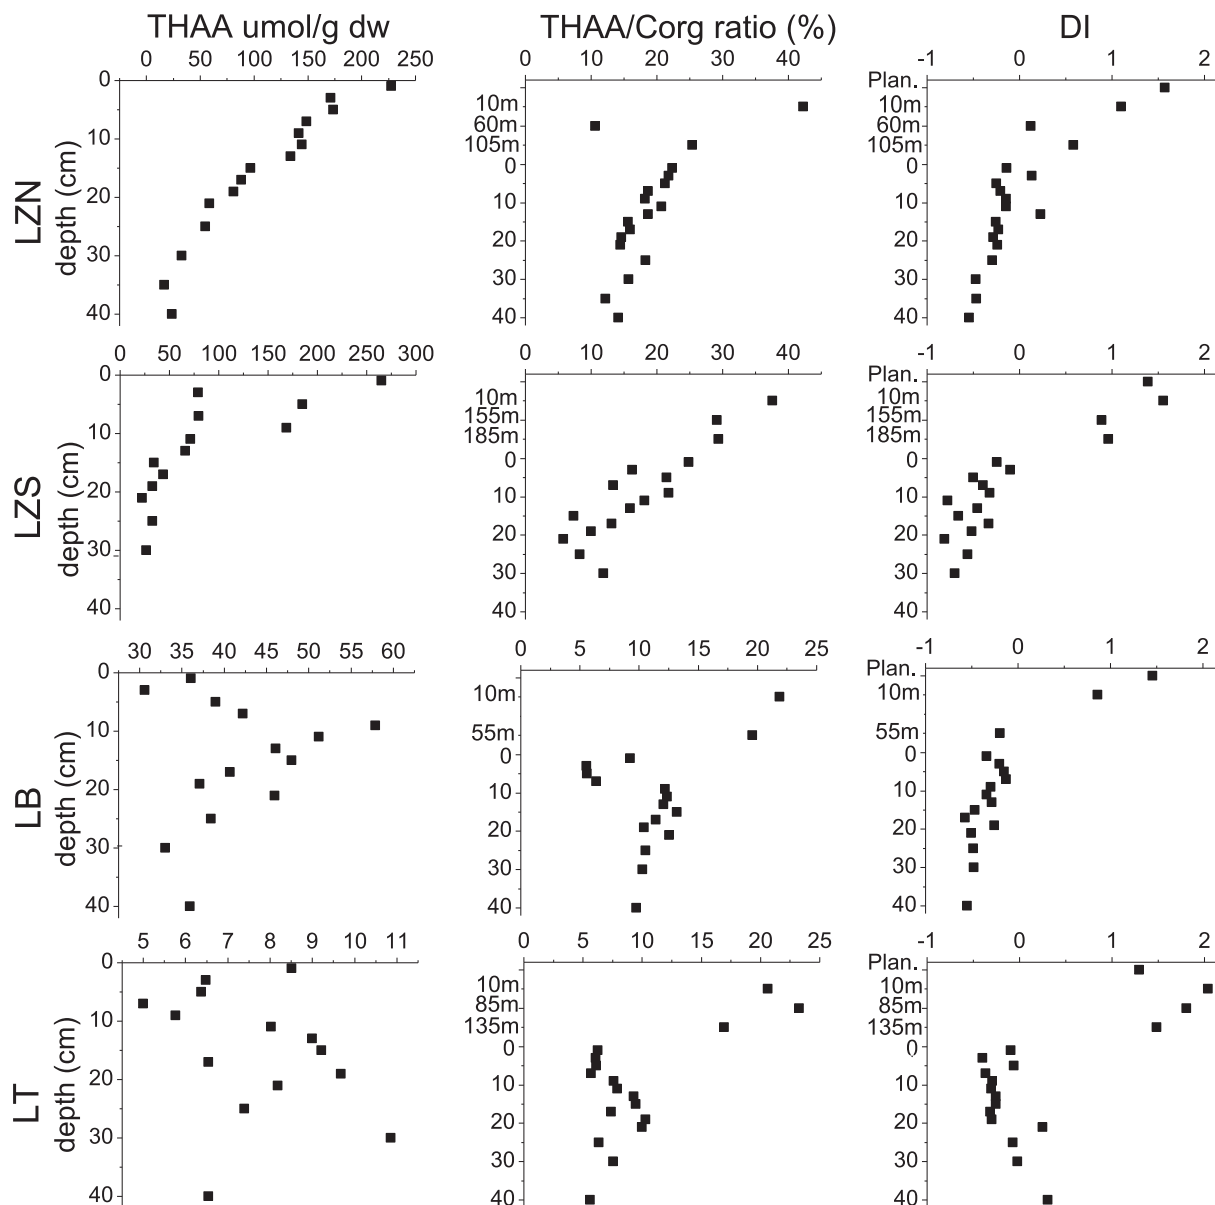 THAA umol/g dw THAA/Corg ratio (%) DI
0 50 100 150 200 250 0 10 20 30 40 -1 0 1 2
LZN
depth (cm)
0
10
20
30
40
Plan.
10m 10m
60m 60m
105m 105m
0 0
10 10
20 20
30 30
40 40
0 50 100 150 200 250 300 0 10 20 30 40 -1 0 1 2
LZS
depth (cm)
0
10
20
30
40
Plan.
10m 10m
155m 155m
185m 185m
0 0
10 10
20 20
30 30
40 40
30 35 40 45 50 55 60 0 5 10 15 20 25 -1 0 1 2
LB
depth (cm)
0
10
20
30
40
Plan.
10m 10m
55m 55m
0 0
10 10
20 20
30 30
40 40
5 6 7 8 9 10 11 0 5 10 15 20 25 -1 0 1 2
LT
depth (cm)
0
10
20
30
40
Plan.
10m 10m
85m 85m
135m 135m
0 0
10 10
20 20
30 30
40 40